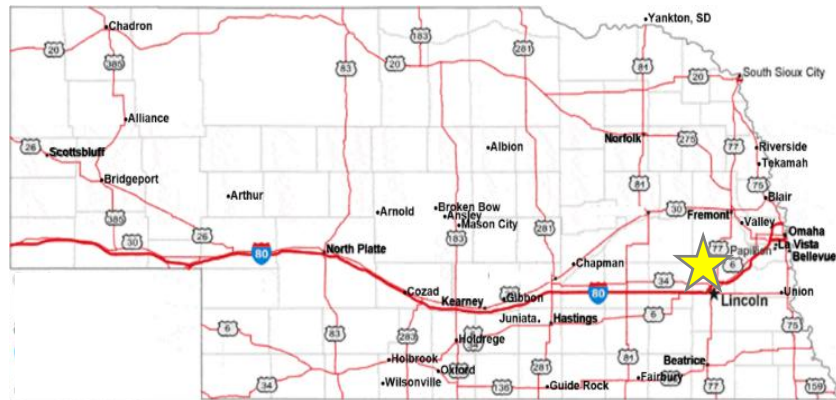 Yankton, SD
Chadron
183
281
20
81
385
83
20
20
South Sioux City
Alliance
26
Scottsbluff
Albion
Norfolk
275
77
Riverside
Tekamah
Bridgeport
81
75
Arthur
Blair
Arnold
Broken Bow
Ansley
Mason City
30
Fremont
Valley
385
281
Omaha
26
183
30
80
North Platte
77
Papillion
La Vista
Bellevue
Chapman
6
34
Cozad
Kearney
Gibbon
80
Lincoln
Union
Juniata
Hastings
6
6
83
283
Holdrege
34
75
281
81
Holbrook
Oxford
Beatrice
34
Wilsonville
136
Guide Rock
Fairbury
77
159